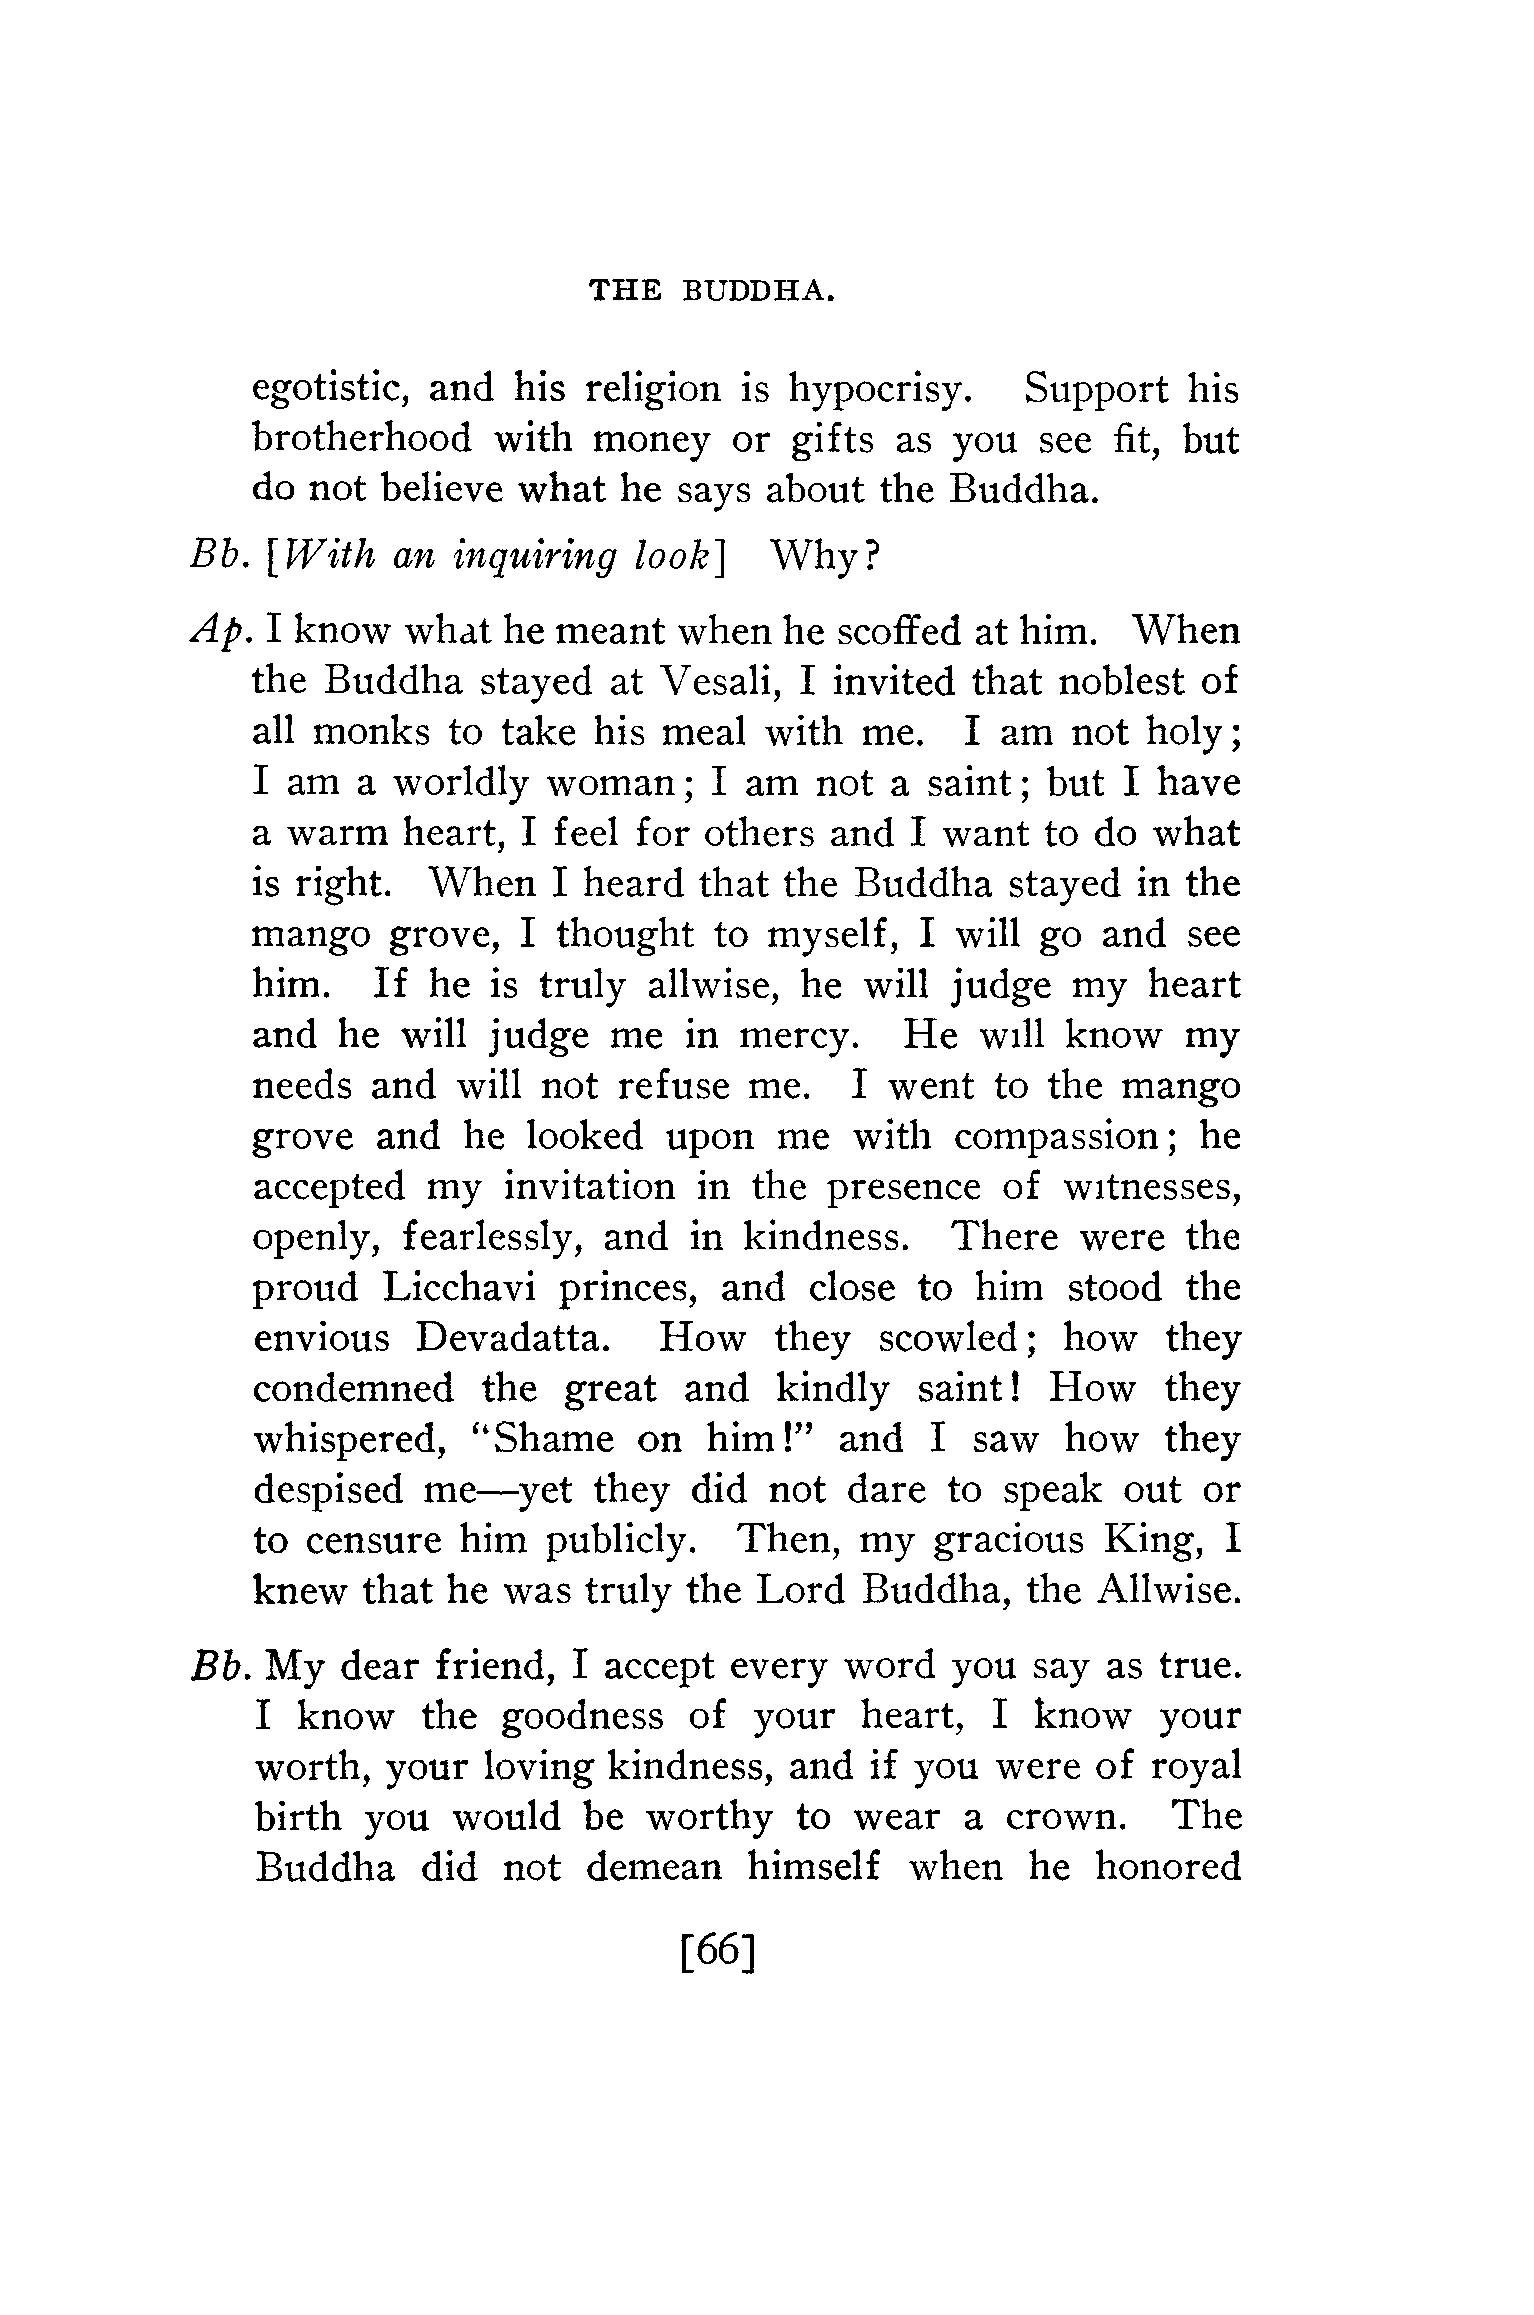 THE BUDDHA.
egotistic, and his religion is hypocrisy. Support his
brotherhood with money or gifts as you see fit, but
do not believe what he says about the Buddha.
Bb. [With an inquiring look] Why?
Ap. I know what he meant when he scoffed at him. When
the Buddha stayed at Vesali, I invited that noblest of
all monks to take his meal with me. I am not holy;
I am a worldly woman; I am not a saint; but I have
a warm heart, I feel for others and I want to do what
is right. When I heard that the Buddha stayed in the
mango grove, I thought to myself, I will go and see
him. If he is truly allwise, he will judge my heart
and he will judge me in mercy. He will know my
needs and will not refuse me. I went to the mango
grove and he looked upon me with compassion; he
accepted my invitation in the presence of witnesses,
openly, fearlessly, and in kindness. There were the
proud Licchavi princes, and close to him stood the
envious Devadatta. How they scowled; how they
condemned the great and kindly saint! How they
whispered, "Shame on him!" and I saw how they
despised me—yet they did not dare to speak out or
to censure him publicly. Then, my gracious King, I
knew that he was truly the Lord Buddha, the Allwise.
Bb. My dear friend, I accept every word you say as true.
I know the goodness of your heart, I know your
worth, your loving kindness, and if you were of royal
birth you would be worthy to wear a crown. The
Buddha did not demean himself when he honored
[66]